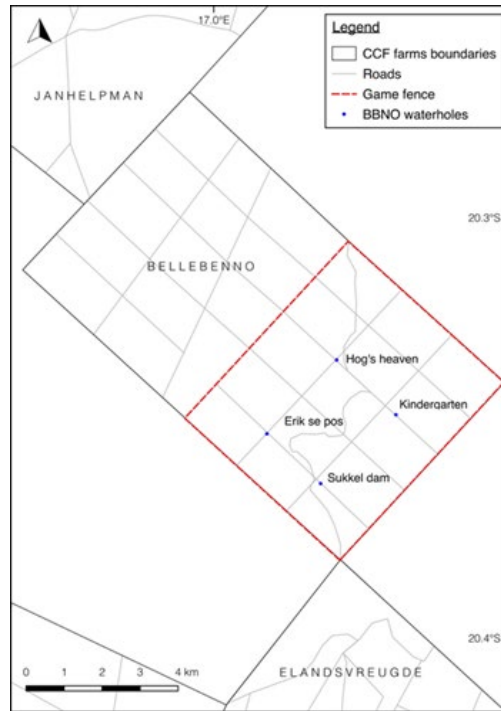 17.0°E
Legend
CCF farms boundaries
Roads
Game fence
BBNO waterholes
JANHELPMAN
20.3°S
BELLEBENNO
Hog's heaven
Kindergarten
Erik se pos
Sukkel dam
20.4°S
0 1 2 3 4 km
ELANDSVREUGDE